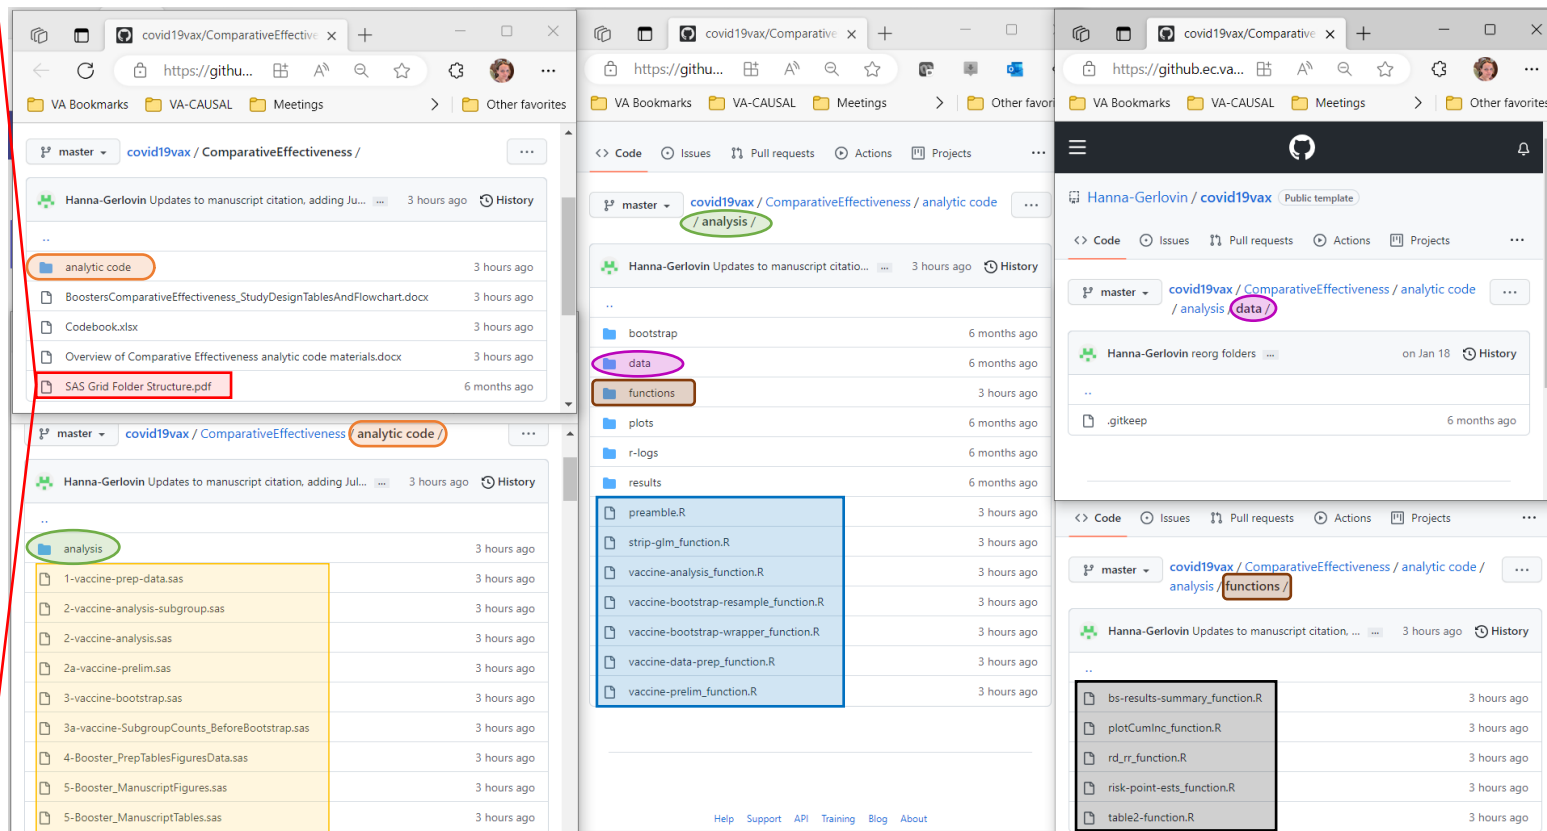 covid19vax/ComparativeEffective
https://githu...
VA Bookmarks
VA-CAUSAL
Meetings
Other favorites
master
covid19vax / ComparativeEffectiveness /
Hanna-Gerlovin Updates to manuscript citation, adding Ju... ... 3 hours ago History
..
analytic code 3 hours ago
BoostersComparativeEffectiveness_StudyDesignTablesAndFlowchart.docx 3 hours ago
Codebook.xlsx 3 hours ago
Overview of Comparative Effectiveness analytic code materials.docx 3 hours ago
SAS Grid Folder Structure.pdf 6 months ago
master
covid19vax / ComparativeEffectiveness / analytic code /
Hanna-Gerlovin Updates to manuscript citation, adding Jul... ... 3 hours ago History
..
analysis 3 hours ago
1-vaccine-prep-data.sas 3 hours ago
2-vaccine-analysis-subgroup.sas 3 hours ago
2-vaccine-analysis.sas 3 hours ago
2a-vaccine-prelim.sas 3 hours ago
3-vaccine-bootstrap.sas 3 hours ago
3a-vaccine-SubgroupCounts_BeforeBootstrap.sas 3 hours ago
4-Booster_PrepTablesFiguresData.sas 3 hours ago
5-Booster_ManuscriptFigures.sas 3 hours ago
5-Booster_ManuscriptTables.sas 3 hours ago
covid19vax/Comparative
https://githu...
VA Bookmarks
VA-CAUSAL
Meetings
Other favori
Code
Issues
Pull requests
Actions
Projects
...
master
covid19vax / ComparativeEffectiveness / analytic code
/ analysis /
Hanna-Gerlovin Updates to manuscript citatio... ... 3 hours ago History
..
bootstrap 6 months ago
data 6 months ago
functions 3 hours ago
plots 6 months ago
r-logs 6 months ago
results 6 months ago
preamble.R 3 hours ago
strip-glm_function.R 3 hours ago
vaccine-analysis_function.R 3 hours ago
vaccine-bootstrap-resample_function.R 3 hours ago
vaccine-bootstrap-wrapper_function.R 3 hours ago
vaccine-data-prep_function.R 3 hours ago
vaccine-prelim_function.R 3 hours ago
Help Support API Training Blog About
covid19vax/Comparative
https://github.ec.va...
VA Bookmarks
VA-CAUSAL
Meetings
Other favorites
Hanna-Gerlovin / covid19vax Public template
Code
Issues
Pull requests
Actions
Projects
...
master
covid19vax / ComparativeEffectiveness / analytic code
/ analysis / data /
Hanna-Gerlovin reorg folders ... on Jan 18 History
..
.gitkeep 6 months ago
Code
Issues
Pull requests
Actions
Projects
...
master
covid19vax / ComparativeEffectiveness / analytic code /
analysis / functions /
Hanna-Gerlovin Updates to manuscript citation, ... ... 3 hours ago History
..
bs-results-summary_function.R 3 hours ago
plotCumInc_function.R 3 hours ago
rd_rr_function.R 3 hours ago
risk-point-ests_function.R 3 hours ago
table2-function.R 3 hours ago